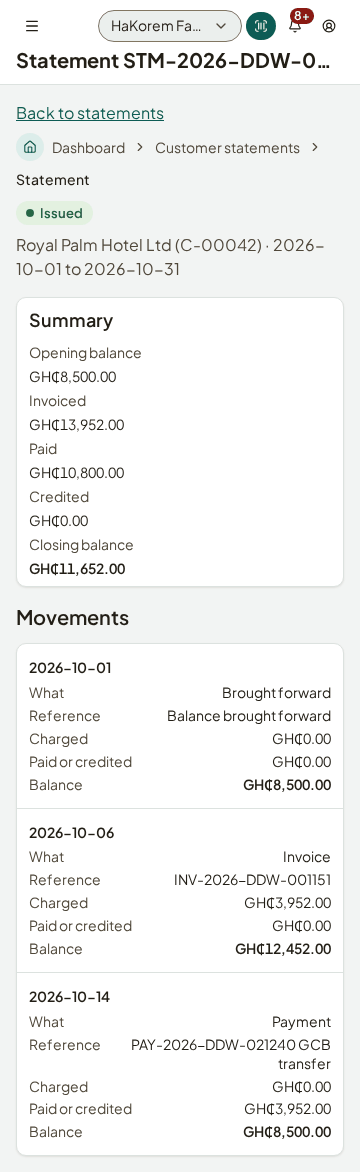 HaKorem Fa...
8+
Statement STM-2026-DDW-0...
Back to statements
Dashboard > Customer statements >
Statement
Issued
Royal Palm Hotel Ltd (C-00042) · 2026-
10-01 to 2026-10-31
Summary
Opening balance
GH₵8,500.00
Invoiced
GH₵13,952.00
Paid
GH₵10,800.00
Credited
GH₵0.00
Closing balance
GH₵11,652.00
Movements
2026-10-01
What Brought forward
Reference Balance brought forward
Charged GH₵0.00
Paid or credited GH₵0.00
Balance GH₵8,500.00
2026-10-06
What Invoice
Reference INV-2026-DDW-001151
Charged GH₵3,952.00
Paid or credited GH₵0.00
Balance GH₵12,452.00
2026-10-14
What Payment
Reference PAY-2026-DDW-021240 GCB
transfer
Charged GH₵0.00
Paid or credited GH₵3,952.00
Balance GH₵8,500.00